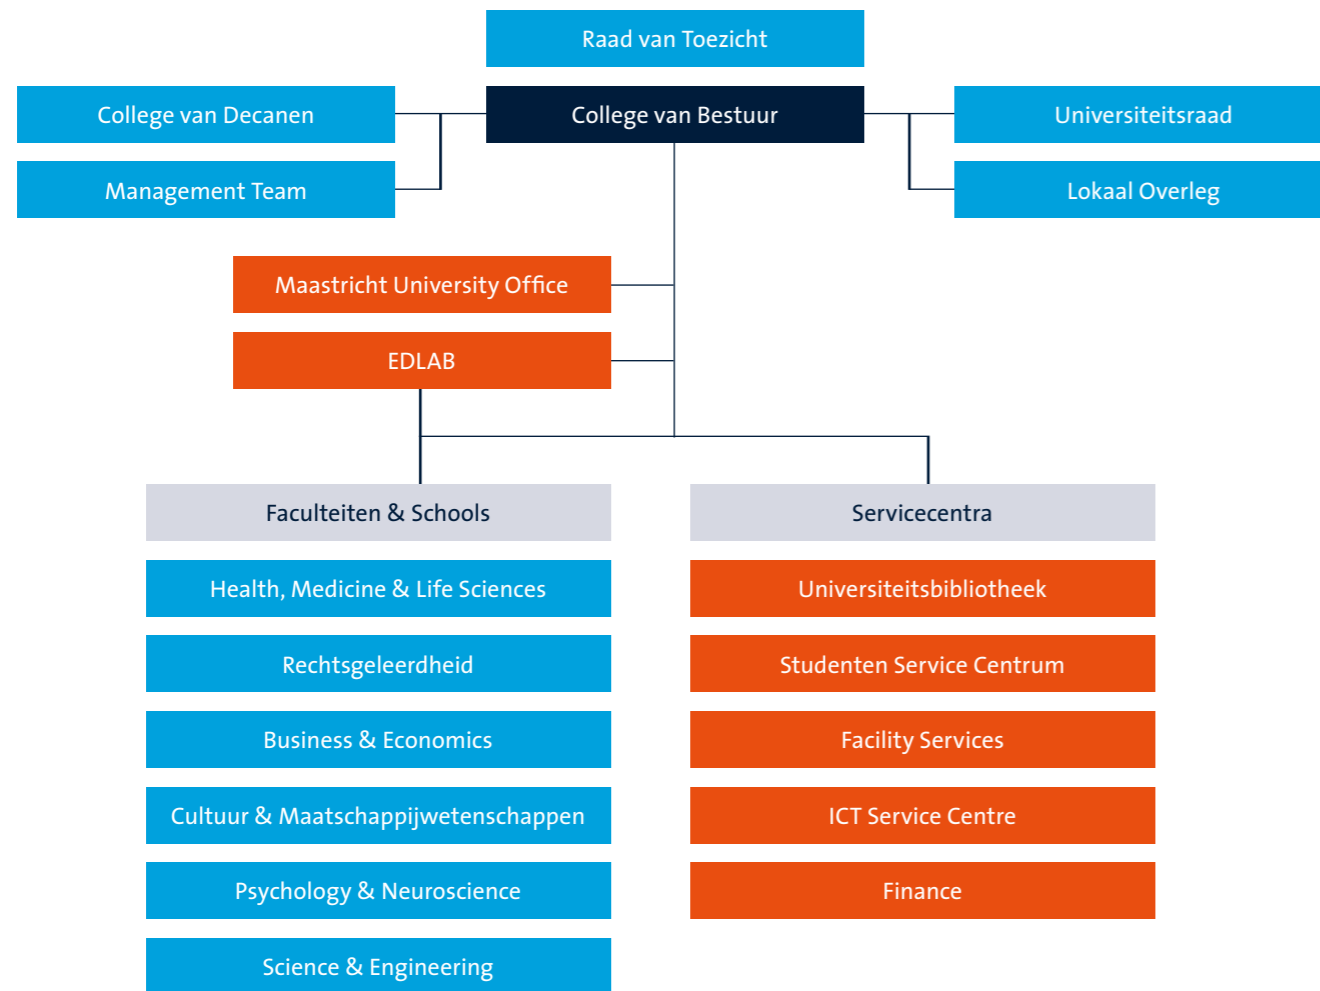 Raad van Toezicht
College van Decanen
College van Bestuur
Universiteitsraad
Management Team
Lokaal Overleg
Maastricht University Office
EDLAB
Faculteiten & Schools
Servicecentra
Health, Medicine & Life Sciences
Universiteitsbibliotheek
Rechtsgeleerdheid
Studenten Service Centrum
Business & Economics
Facility Services
Cultuur & Maatschappijwetenschappen
ICT Service Centre
Psychology & Neuroscience
Finance
Science & Engineering